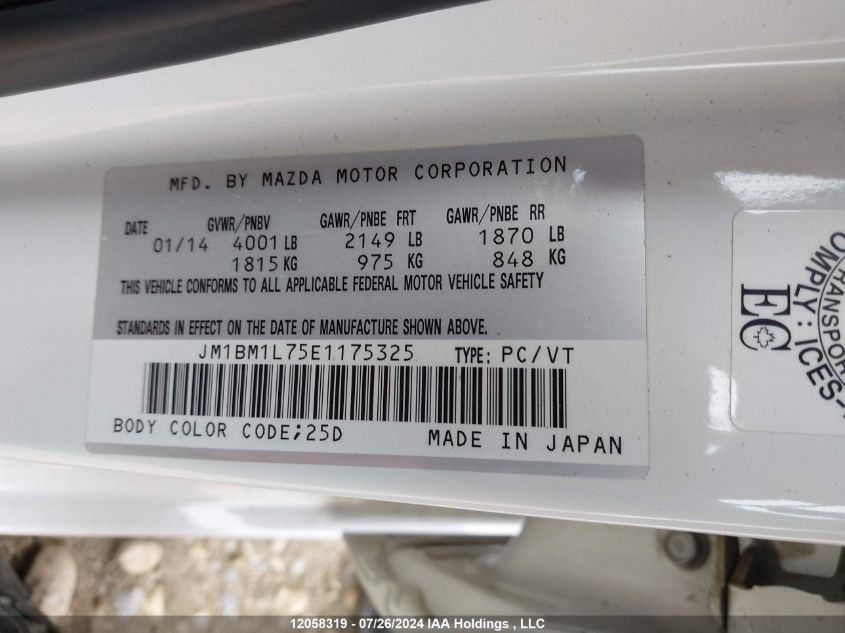 MFD. BY MAZDA MOTOR CORPORATION
DATE GVWR/PNBV GAWR/PNBE FRT GAWR/PNBE RR
01/14 4001 LB 2149 LB 1870 LB
1815 KG 975 KG 848 KG
THIS VEHICLE CONFORMS TO ALL APPLICABLE FEDERAL MOTOR VEHICLE SAFETY
STANDARDS IN EFFECT ON THE DATE OF MANUFACTURE SHOWN ABOVE.
JM1BM1L75E1175325 TYPE: PC/VT
BODY COLOR CODE;25D MADE IN JAPAN
EC
12058319 - 07/26/2024 IAA Holdings , LLC